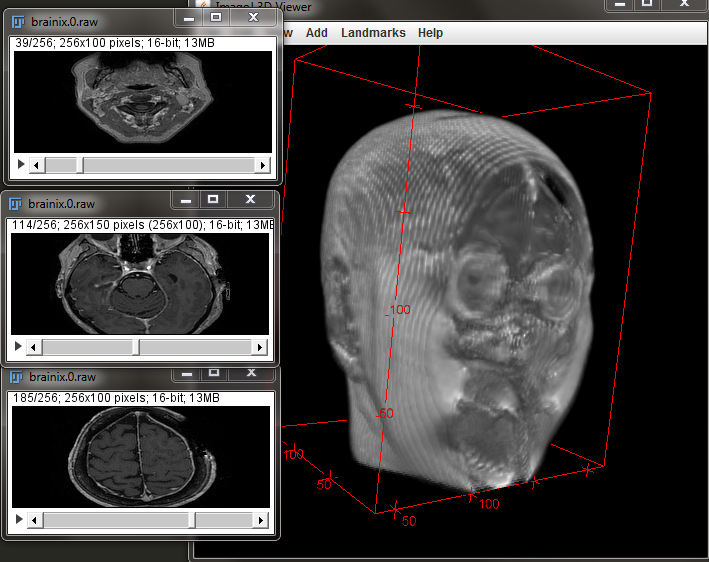 brainix.0.raw
39/256; 256x100 pixels; 16-bit; 13MB
brainix.0.raw
114/256; 256x150 pixels (256x100); 16-bit; 13MB
brainix.0.raw
185/256; 256x100 pixels; 16-bit; 13MB
ImageJ 3D Viewer
w Add Landmarks Help
100
50
100
50
50
100